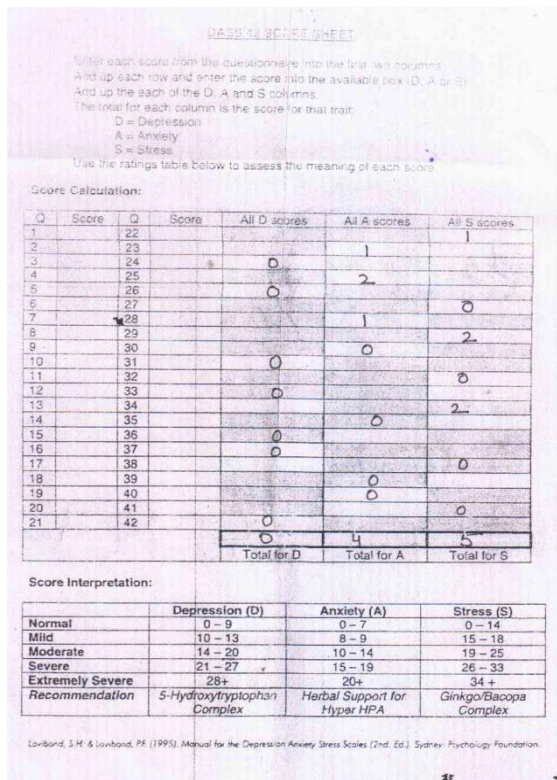 DASS 42 SCORE SHEET
Enter each score from the questionnaire into the first two columns.
Add up each row and enter the score into the available box (D, A or S)
Add up the each of the D, A and S columns.
The total for each column is the score for that trait:
D = Depression
A = Anxiety
S = Stress
Use the ratings table below to assess the meaning of each score.
Score Calculation:
Q Score Q Score All D scores All A scores All S scores
1 22 1
2 23 1
3 24 0
4 25 2
5 26 0
6 27 0
7 28 1
8 29 2
9 30 0
10 31 0
11 32 0
12 33 0
13 34 2
14 35 0
15 36 0
16 37 0
17 38 0
18 39 0
19 40 0
20 41 0
21 42 0
0 4 5
Total for D Total for A Total for S
Score Interpretation:
Depression (D) Anxiety (A) Stress (S)
Normal 0 – 9 0 – 7 0 – 14
Mild 10 – 13 8 – 9 15 – 18
Moderate 14 – 20 10 – 14 19 – 25
Severe 21 – 27 15 – 19 26 – 33
Extremely Severe 28+ 20+ 34 +
Recommendation 5-Hydroxytryptophan Herbal Support for Ginkgo/Bacopa
Complex Hyper HPA Complex
Lovibond, S.H. & Lovibond, P.F. (1995). Manual for the Depression Anxiety Stress Scales (2nd. Ed.). Sydney: Psychology Foundation.